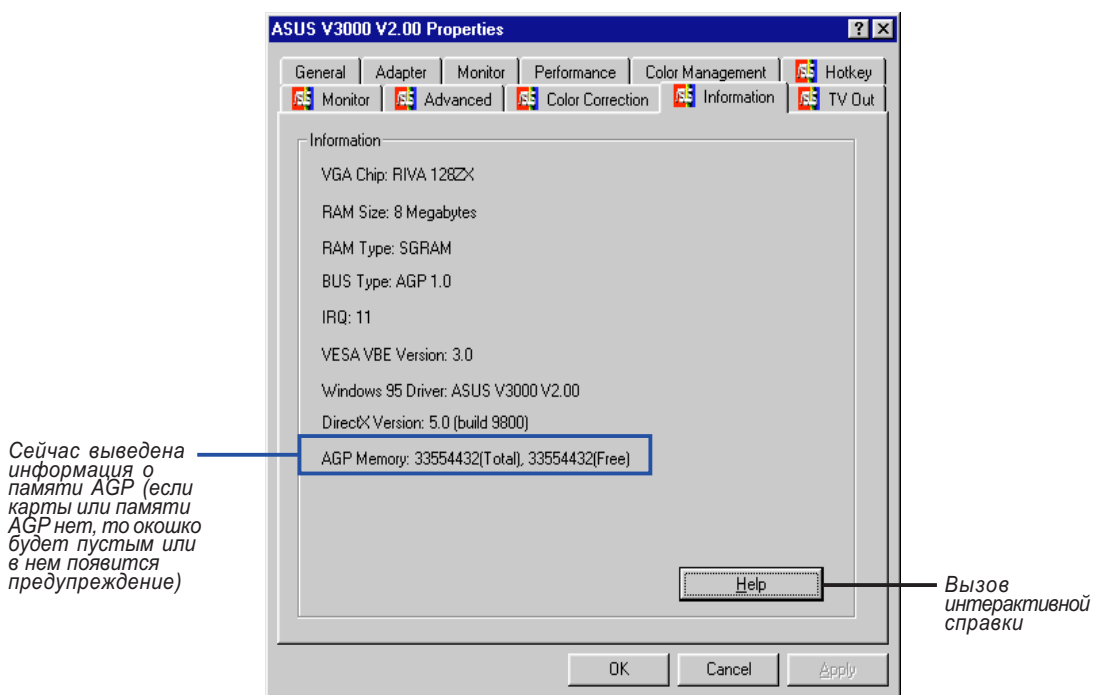 ASUS V3000 V2.00 Properties
General Adapter Monitor Performance Color Management Hotkey
Monitor Advanced Color Correction Information TV Out
Information
VGA Chip: RIVA 128ZX
RAM Size: 8 Megabytes
RAM Type: SGRAM
BUS Type: AGP 1.0
IRQ: 11
VESA VBE Version: 3.0
Windows 95 Driver: ASUS V3000 V2.00
DirectX Version: 5.0 (build 9800)
AGP Memory: 33554432(Total), 33554432(Free)
Сейчас выведена
информация о
памяти AGP (если
карты или памяти
AGP нет, то окошко
будет пустым или
в нем появится
предупреждение)
Help
Вызов
интерактивной
справки
OK Cancel Apply